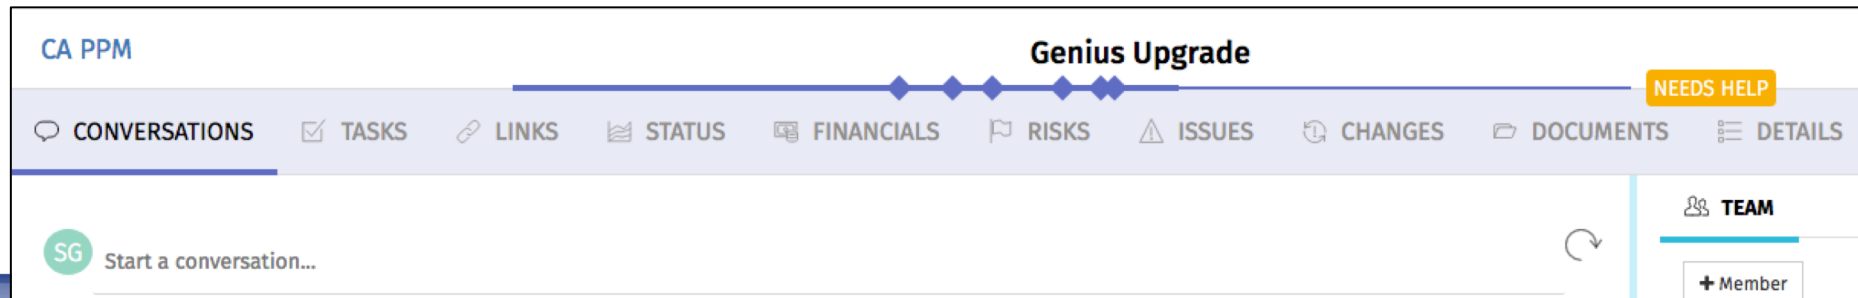 CA PPM
Genius Upgrade
NEEDS HELP
CONVERSATIONS TASKS LINKS STATUS FINANCIALS RISKS ISSUES CHANGES DOCUMENTS DETAILS
TEAM
SG Start a conversation...
+ Member